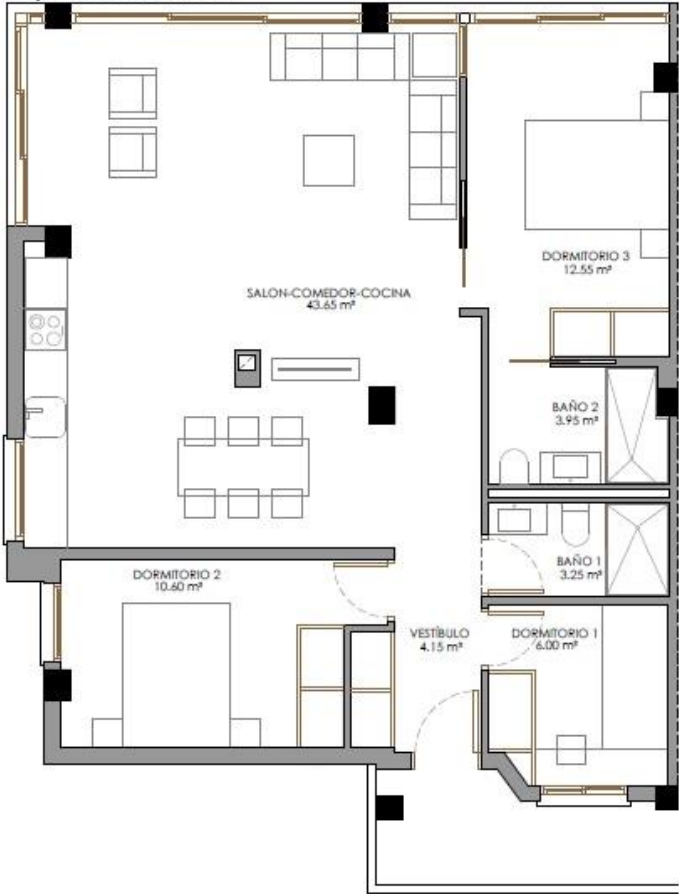 DORMITORIO 3
12.55 m²
SALON-COMEDOR-COCINA
43.65 m²
BAÑO 2
3.95 m²
BAÑO 1
3.25 m²
DORMITORIO 2
10.60 m²
VESTÍBULO
4.15 m²
DORMITORIO 1
6.00 m²